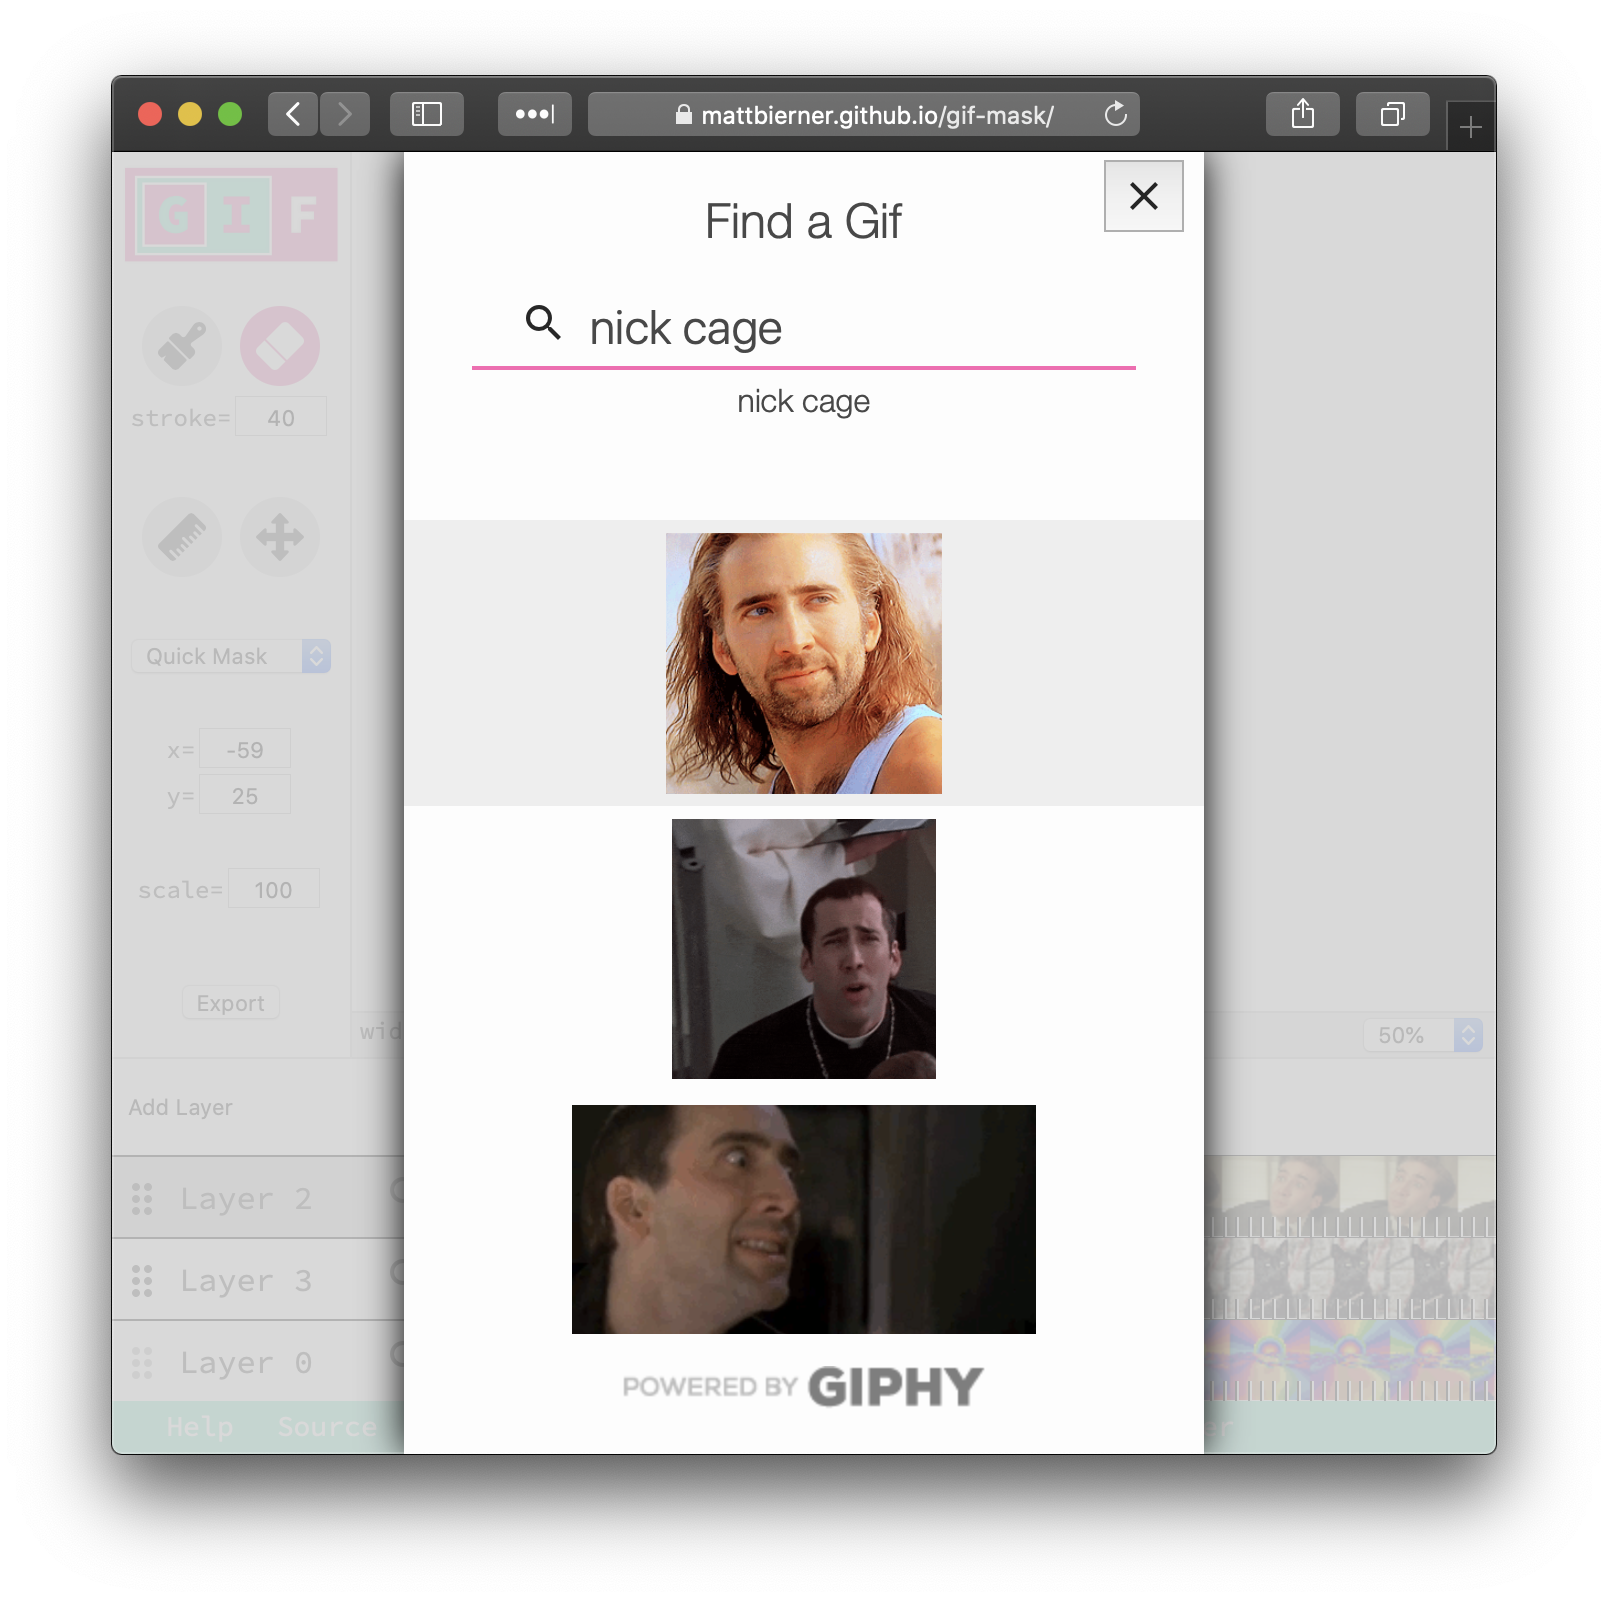 mattbierner.github.io/gif-mask/
GIF
Find a Gif
nick cage
nick cage
stroke= 40
Quick Mask
x= -59
y= 25
scale= 100
Export
wid
50%
Add Layer
Layer 2
Layer 3
Layer 0
POWERED BY GIPHY
Help Source
er